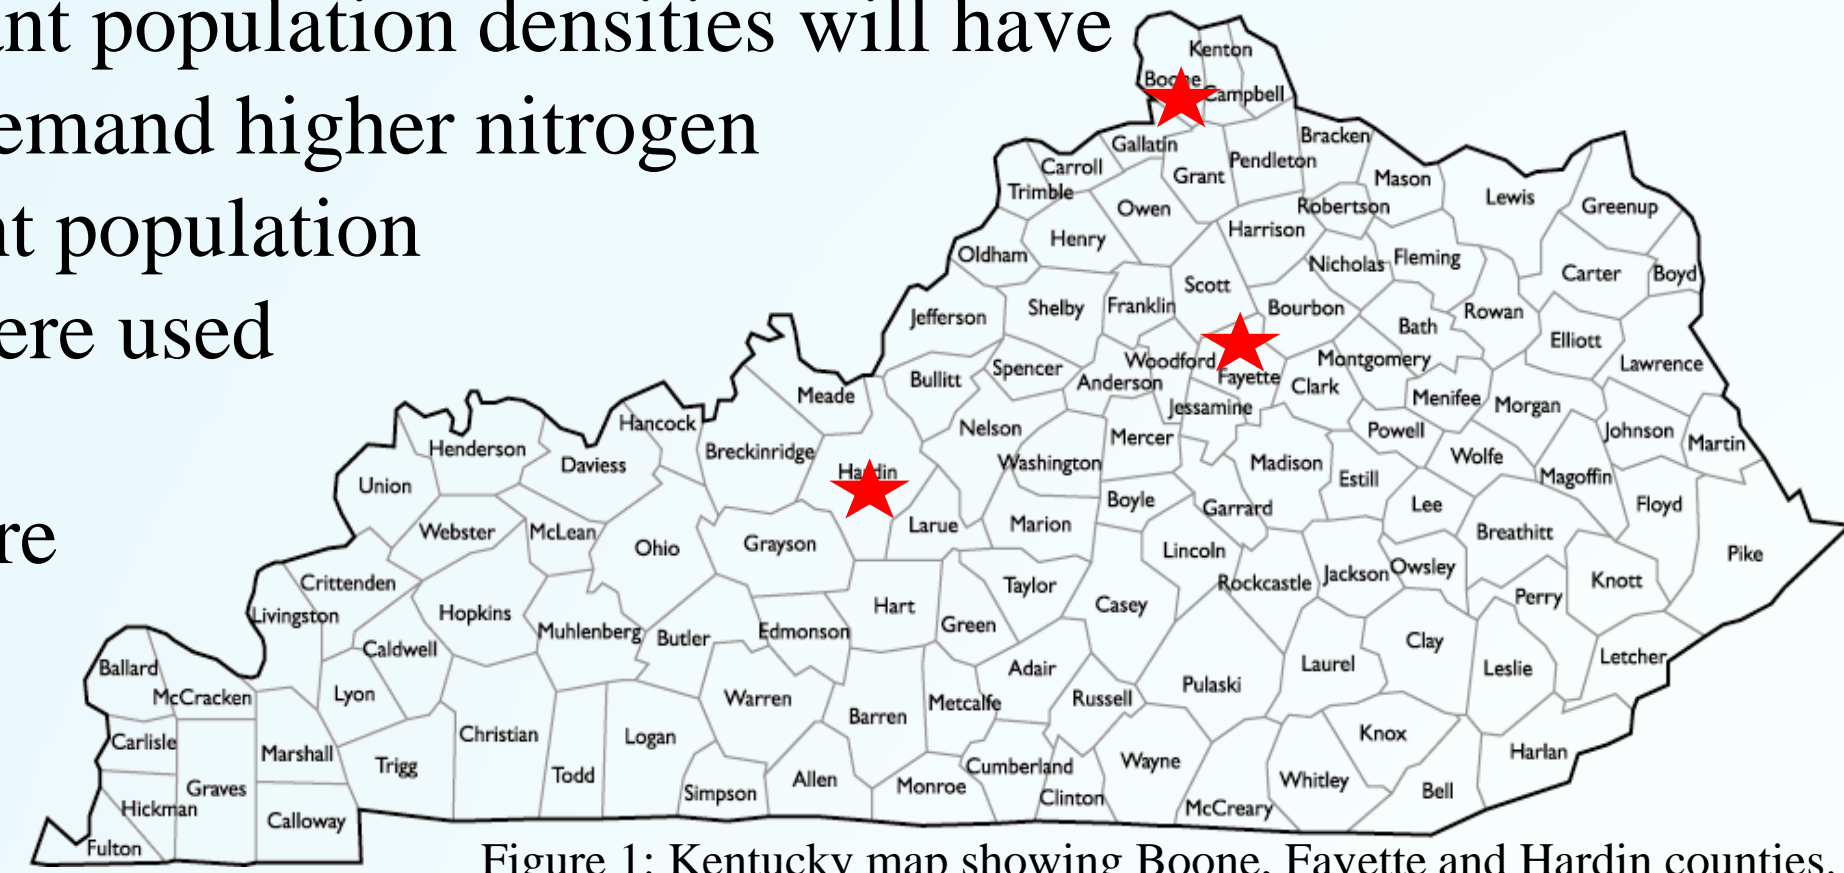 ant population densities will have
emand higher nitrogen
nt population
ere used
re
Kenton
Boone
Campbell
Gallatin
Bracken
Carroll
Grant
Pendleton
Mason
Trimble
Owen
Robertson
Lewis
Greenup
Harrison
Henry
Oldham
Nicholas
Fleming
Carter
Boyd
Scott
Shelby
Franklin
Bourbon
Rowan
Jefferson
Bath
Elliott
Woodford
Montgomery
Lawrence
Spencer
Fayette
Bullitt
Anderson
Clark
Meade
Menifee
Morgan
Jessamine
Hancock
Nelson
Mercer
Powell
Johnson
Martin
Henderson
Breckinridge
Washington
Madison
Wolfe
Daviess
Hardin
Estill
Magoffin
Union
Boyle
Garrard
Lee
Floyd
Webster
McLean
Larue
Marion
Breathitt
Ohio
Grayson
Lincoln
Pike
Crittenden
Taylor
Rockcastle
Jackson
Owsley
Knott
Livingston
Hopkins
Hart
Casey
Perry
Muhlenberg
Butler
Edmonson
Green
Caldwell
Clay
Ballard
Adair
Laurel
Leslie
Letcher
McCracken
Lyon
Warren
Metcalfe
Russell
Pulaski
Barren
Carlisle
Christian
Logan
Knox
Marshall
Trigg
Cumberland
Wayne
Harlan
Graves
Todd
Allen
Monroe
Whitley
Hickman
Simpson
Clinton
Bell
Calloway
McCreary
Fulton
Figure 1: Kentucky map showing Boone, Fayette and Hardin counties.